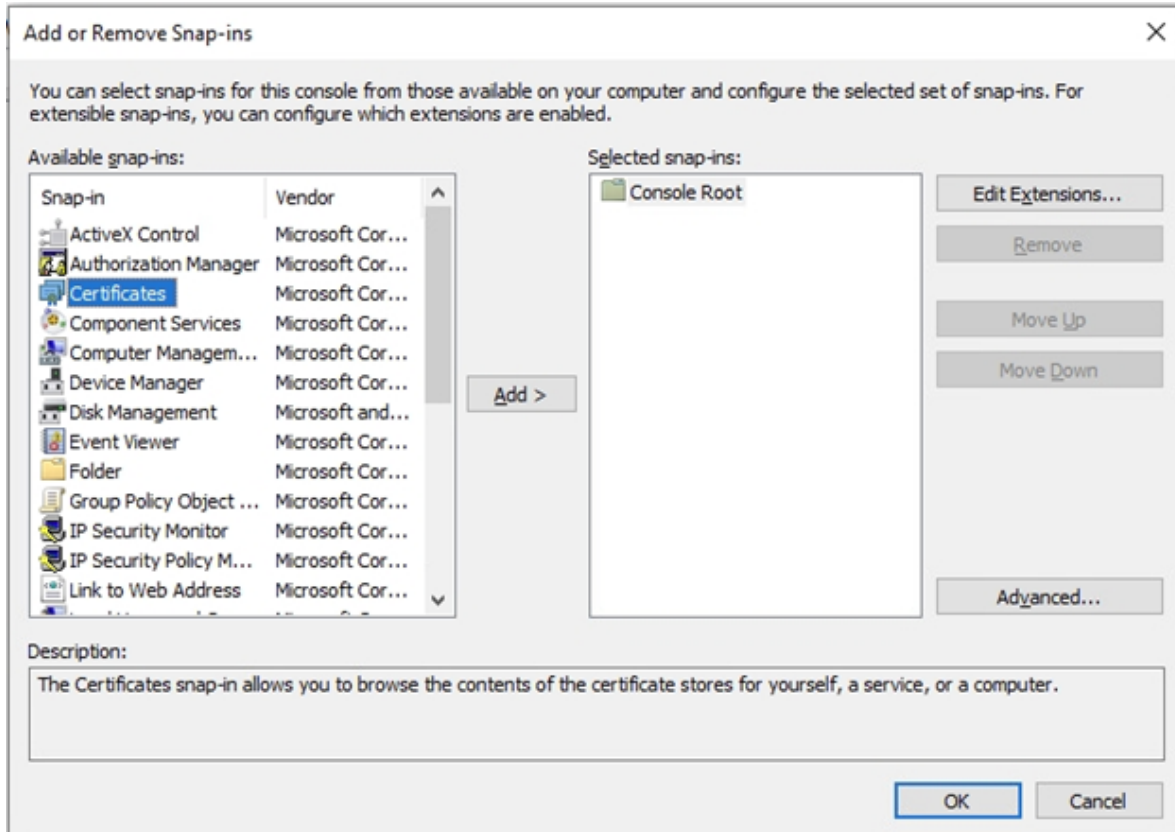 Add or Remove Snap-ins
You can select snap-ins for this console from those available on your computer and configure the selected set of snap-ins. For
extensible snap-ins, you can configure which extensions are enabled.
Available snap-ins:
Selected snap-ins:
Snap-in Vendor
ActiveX Control Microsoft Cor...
Authorization Manager Microsoft Cor...
Certificates Microsoft Cor...
Component Services Microsoft Cor...
Computer Managem... Microsoft Cor...
Device Manager Microsoft Cor...
Disk Management Microsoft and...
Event Viewer Microsoft Cor...
Folder Microsoft Cor...
Group Policy Object ... Microsoft Cor...
IP Security Monitor Microsoft Cor...
IP Security Policy M... Microsoft Cor...
Link to Web Address Microsoft Cor...
Add >
Console Root
Edit Extensions...
Remove
Move Up
Move Down
Advanced...
Description:
The Certificates snap-in allows you to browse the contents of the certificate stores for yourself, a service, or a computer.
OK
Cancel